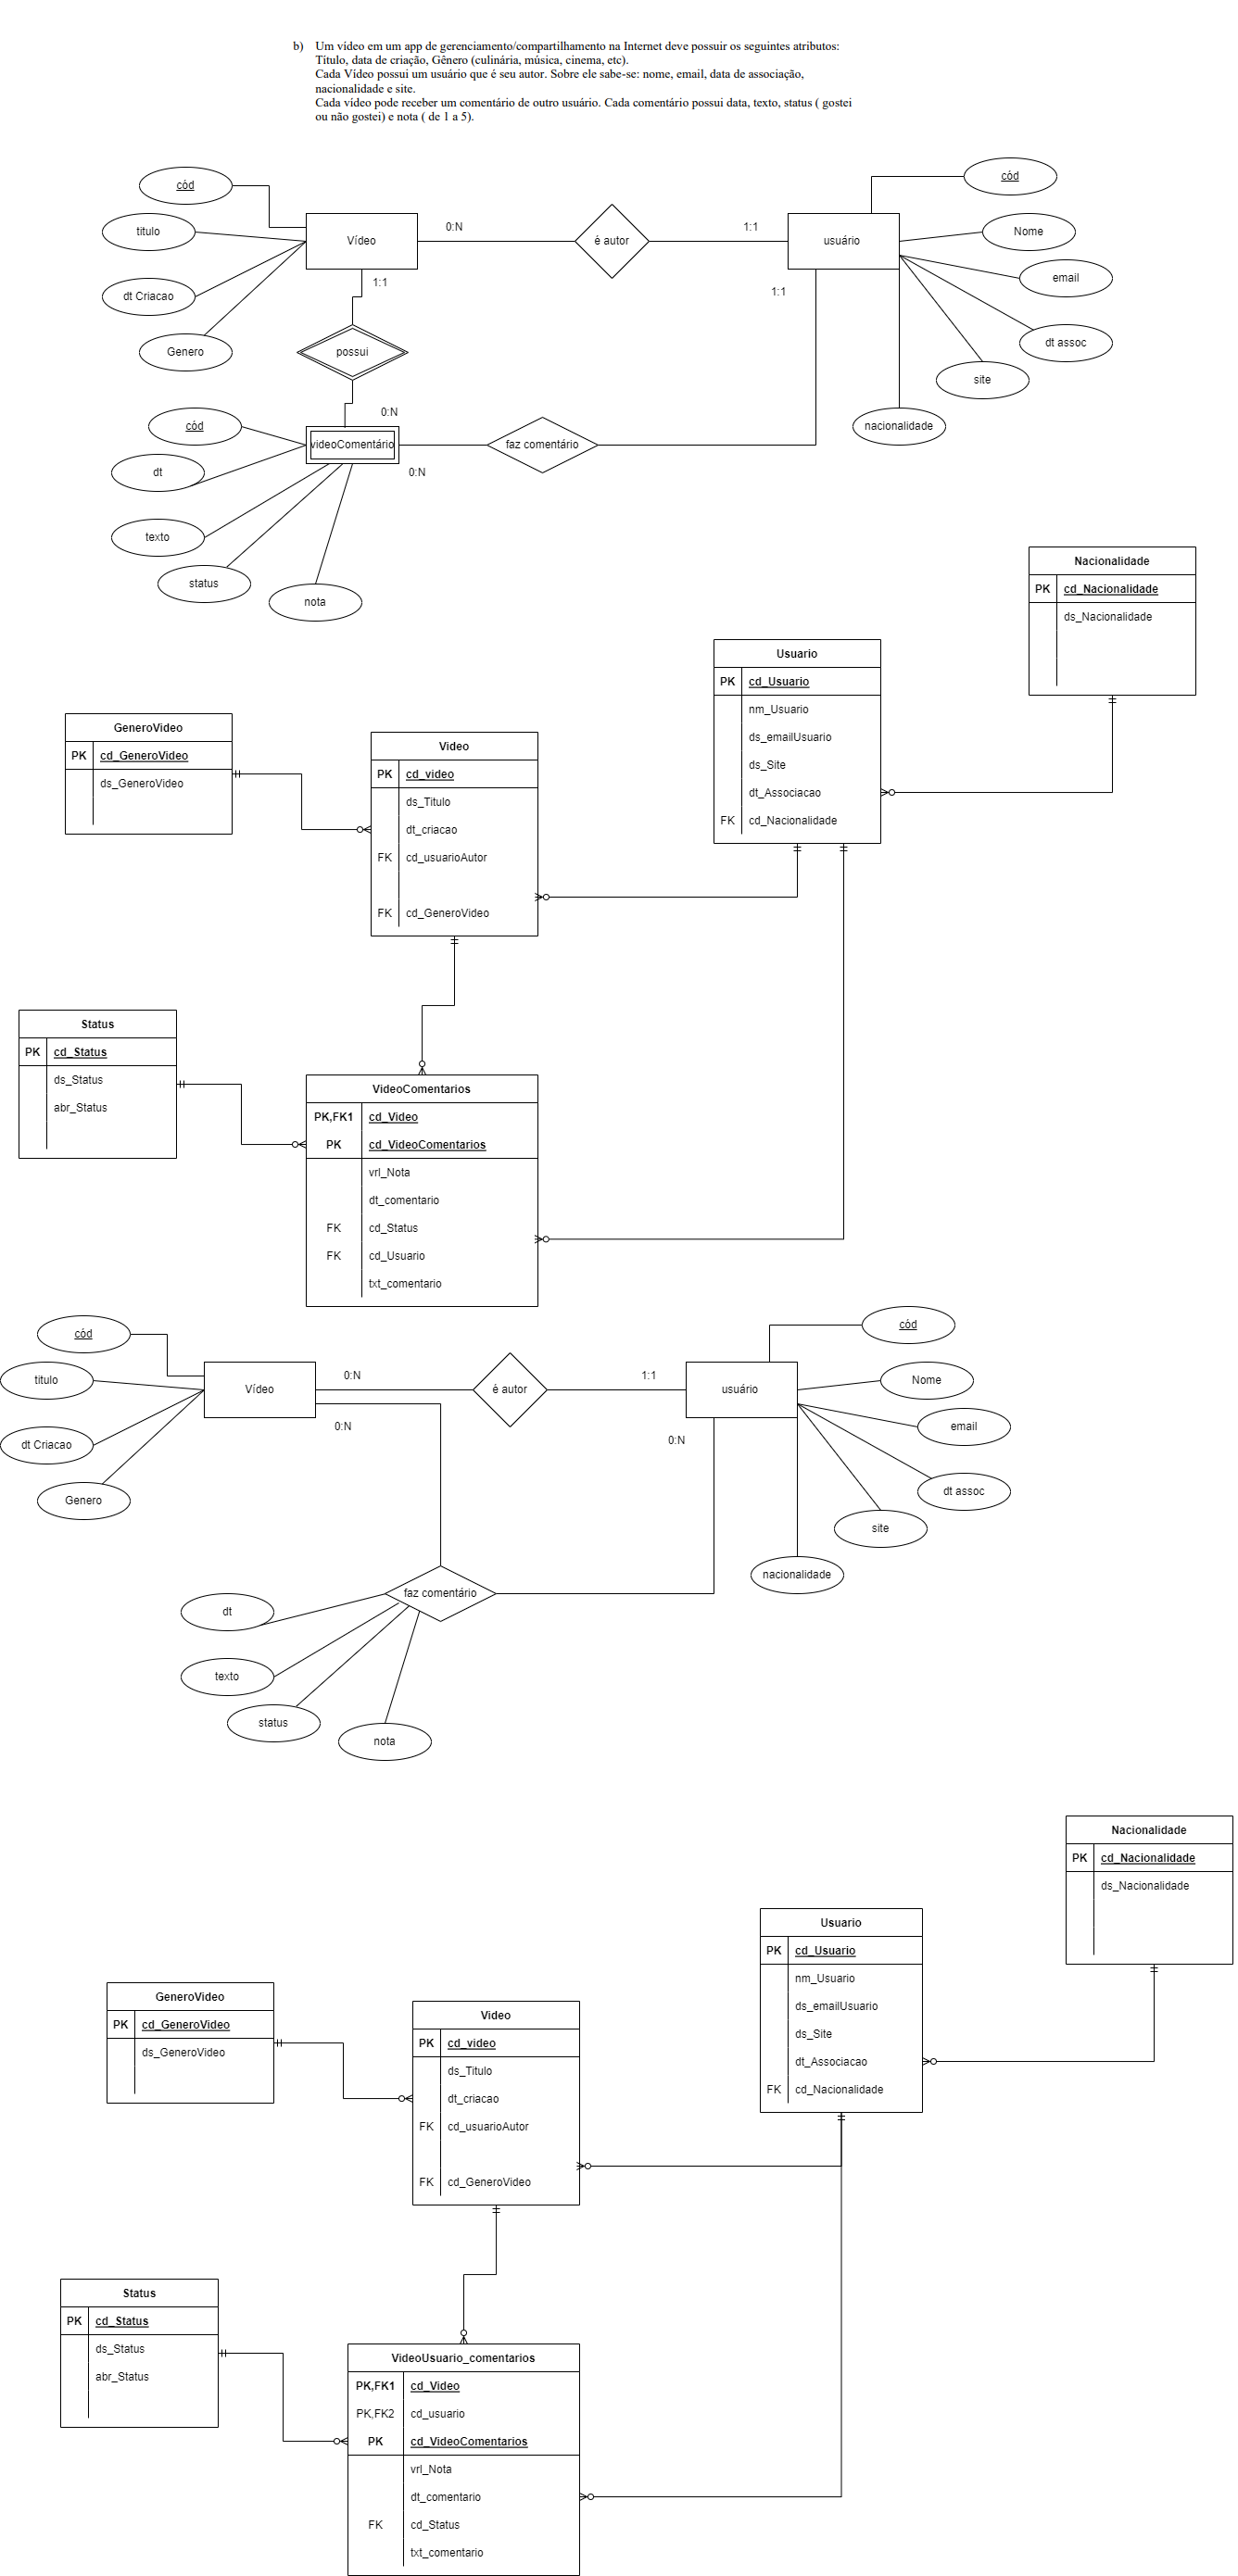 b) Um vídeo em um app de gerenciamento/compartilhamento na Internet deve possuir os seguintes atributos:
Título, data de criação, Gênero (culinária, música, cinema, etc).
Cada Vídeo possui um usuário que é seu autor. Sobre ele sabe-se: nome, email, data de associação,
nacionalidade e site.
Cada vídeo pode receber um comentário de outro usuário. Cada comentário possui data, texto, status ( gostei
ou não gostei) e nota ( de 1 a 5).
cód
titulo
dt Criacao
Genero
Vídeo
0:N
é autor
1:1
usuário
cód
Nome
email
dt assoc
site
nacionalidade
1:1
1:1
possui
0:N
cód
dt
texto
status
nota
videoComentário
0:N
faz comentário
Nacionalidade
PK cd_Nacionalidade
ds_Nacionalidade
Usuario
PK cd_Usuario
nm_Usuario
ds_emailUsuario
ds_Site
dt_Associacao
FK cd_Nacionalidade
GeneroVideo
PK cd_GeneroVideo
ds_GeneroVideo
Video
PK cd_video
ds_Titulo
dt_criacao
FK cd_usuarioAutor
FK cd_GeneroVideo
Status
PK cd_Status
ds_Status
abr_Status
VideoComentarios
PK,FK1 cd_Video
PK cd_VideoComentarios
vrl_Nota
dt_comentario
FK cd_Status
FK cd_Usuario
txt_comentario
cód
titulo
dt Criacao
Genero
Vídeo
0:N
é autor
1:1
usuário
cód
Nome
email
dt assoc
site
nacionalidade
0:N
0:N
faz comentário
dt
texto
status
nota
Nacionalidade
PK cd_Nacionalidade
ds_Nacionalidade
Usuario
PK cd_Usuario
nm_Usuario
ds_emailUsuario
ds_Site
dt_Associacao
FK cd_Nacionalidade
GeneroVideo
PK cd_GeneroVideo
ds_GeneroVideo
Video
PK cd_video
ds_Titulo
dt_criacao
FK cd_usuarioAutor
FK cd_GeneroVideo
Status
PK cd_Status
ds_Status
abr_Status
VideoUsuario_comentarios
PK,FK1 cd_Video
PK,FK2 cd_usuario
PK cd_VideoComentarios
vrl_Nota
dt_comentario
FK cd_Status
txt_comentario